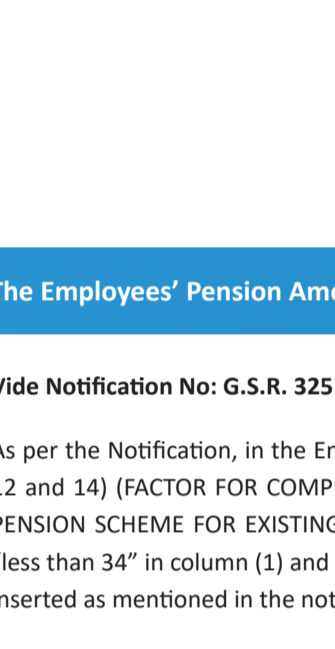 The Employees' Pension Ame
Vide Notification No: G.S.R. 325
As per the Notification, in the En
12 and 14) (FACTOR FOR COMP
PENSION SCHEME FOR EXISTING
"less than 34" in column (1) and
inserted as mentioned in the not